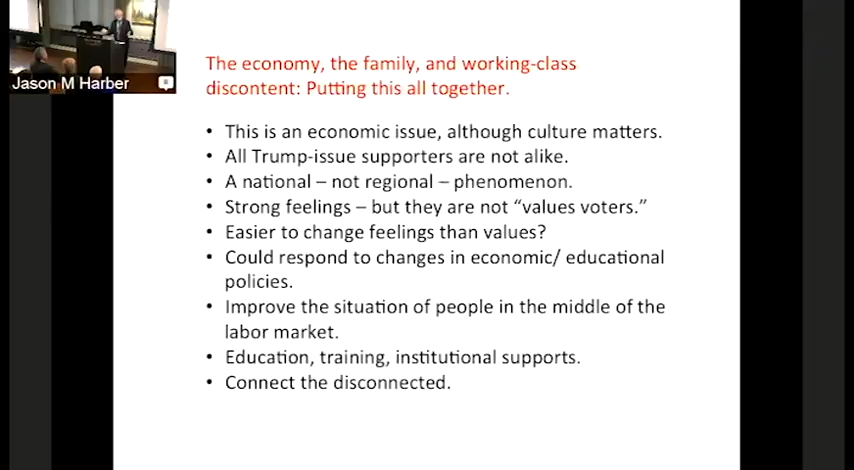 Jason M Harber
The economy, the family, and working-class
discontent: Putting this all together.
• This is an economic issue, although culture matters.
• All Trump-issue supporters are not alike.
• A national – not regional – phenomenon.
• Strong feelings – but they are not “values voters.”
• Easier to change feelings than values?
• Could respond to changes in economic/ educational
policies.
• Improve the situation of people in the middle of the
labor market.
• Education, training, institutional supports.
• Connect the disconnected.